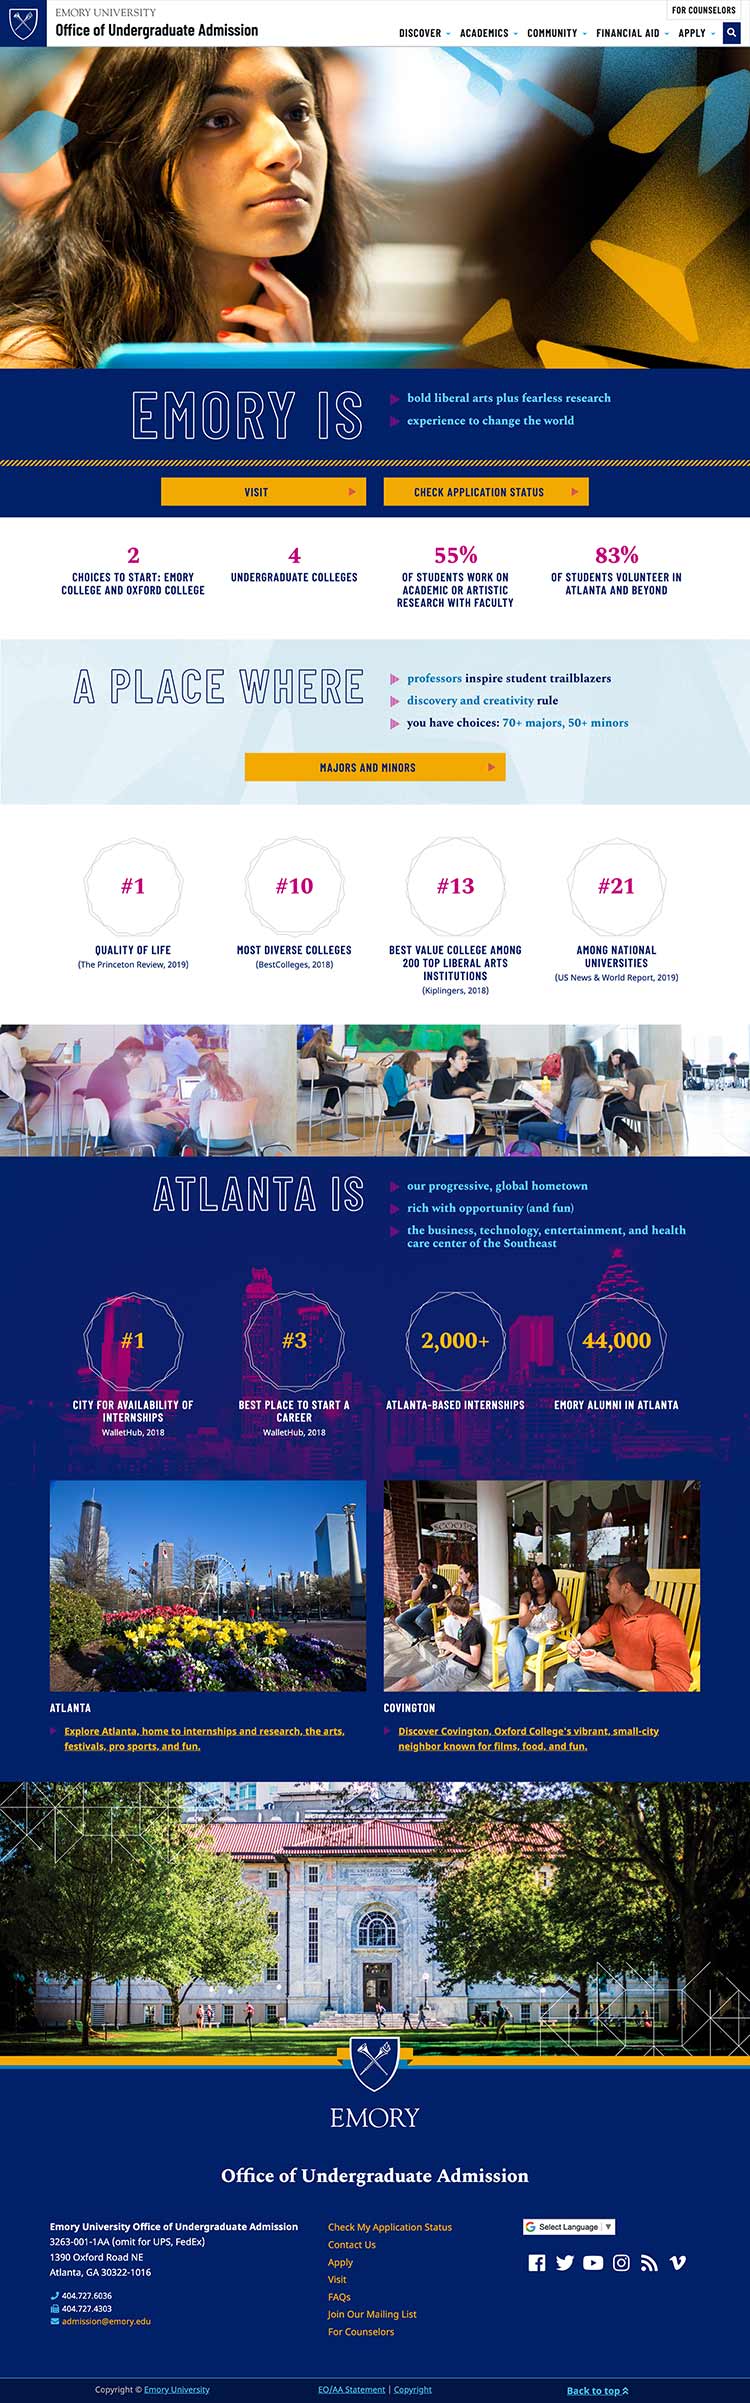 EMORY UNIVERSITY
Office of Undergraduate Admission
FOR COUNSELORS
DISCOVER
ACADEMICS
COMMUNITY
FINANCIAL AID
APPLY
EMORY IS
bold liberal arts plus fearless research
experience to change the world
VISIT
CHECK APPLICATION STATUS
2
CHOICES TO START: EMORY
COLLEGE AND OXFORD COLLEGE
4
UNDERGRADUATE COLLEGES
55%
OF STUDENTS WORK ON
ACADEMIC OR ARTISTIC
RESEARCH WITH FACULTY
83%
OF STUDENTS VOLUNTEER IN
ATLANTA AND BEYOND
A PLACE WHERE
professors inspire student trailblazers
discovery and creativity rule
you have choices: 70+ majors, 50+ minors
MAJORS AND MINORS
#1
QUALITY OF LIFE
(The Princeton Review, 2019)
#10
MOST DIVERSE COLLEGES
(BestColleges, 2018)
#13
BEST VALUE COLLEGE AMONG
200 TOP LIBERAL ARTS
INSTITUTIONS
(Kiplingers, 2018)
#21
AMONG NATIONAL
UNIVERSITIES
(US News & World Report, 2019)
ATLANTA IS
our progressive, global hometown
rich with opportunity (and fun)
the business, technology, entertainment, and health
care center of the Southeast
#1
CITY FOR AVAILABILITY OF
INTERNSHIPS
WalletHub, 2018
#3
BEST PLACE TO START A
CAREER
WalletHub, 2018
2,000+
ATLANTA-BASED INTERNSHIPS
44,000
EMORY ALUMNI IN ATLANTA
SCOOPS
ATLANTA
Explore Atlanta, home to internships and research, the arts,
festivals, pro sports, and fun.
COVINGTON
Discover Covington, Oxford College's vibrant, small-city
neighbor known for films, food, and fun.
EMORY
Office of Undergraduate Admission
Emory University Office of Undergraduate Admission
3263-001-1AA (omit for UPS, FedEx)
1390 Oxford Road NE
Atlanta, GA 30322-1016
404.727.6036
404.727.4303
admission@emory.edu
Check My Application Status
Contact Us
Apply
Visit
FAQs
Join Our Mailing List
For Counselors
Select Language
Copyright © Emory University
EO/AA Statement | Copyright
Back to top